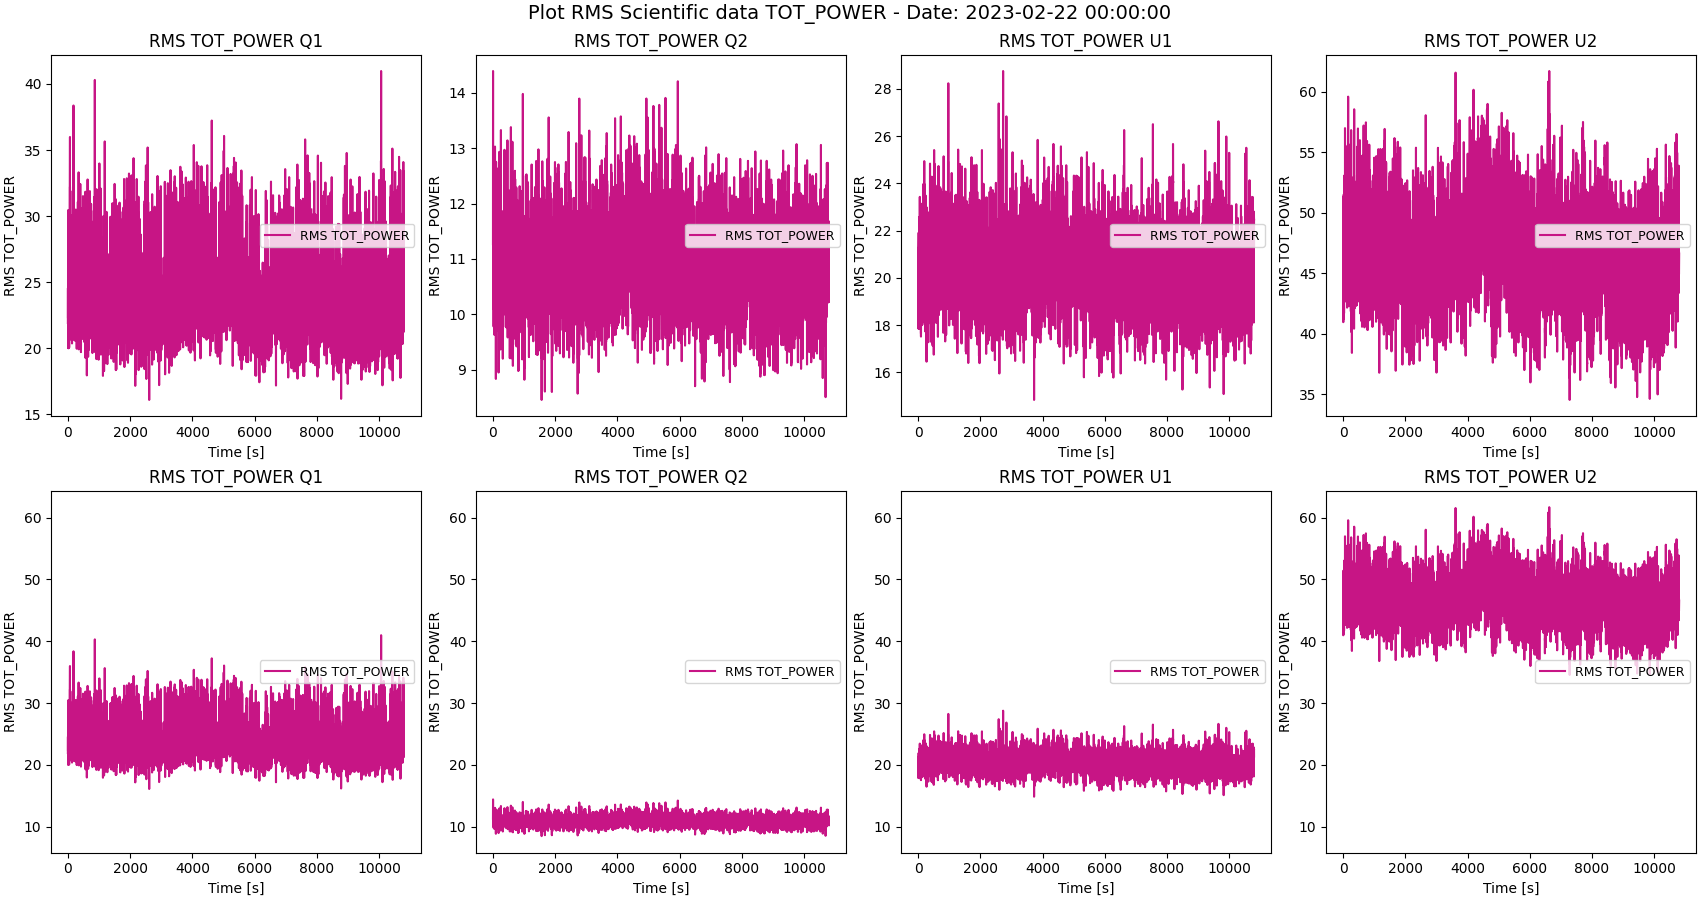 Plot RMS Scientific data TOT_POWER - Date: 2023-02-22 00:00:00
RMS TOT_POWER Q1
RMS TOT_POWER
40
35
30
25
20
15
RMS TOT_POWER
0 2000 4000 6000 8000 10000
Time [s]
RMS TOT_POWER Q2
RMS TOT_POWER
14
13
12
11
10
9
RMS TOT_POWER
0 2000 4000 6000 8000 10000
Time [s]
RMS TOT_POWER U1
RMS TOT_POWER
28
26
24
22
20
18
16
RMS TOT_POWER
0 2000 4000 6000 8000 10000
Time [s]
RMS TOT_POWER U2
RMS TOT_POWER
60
55
50
45
40
35
RMS TOT_POWER
0 2000 4000 6000 8000 10000
Time [s]
RMS TOT_POWER Q1
RMS TOT_POWER
60
50
40
30
20
10
RMS TOT_POWER
0 2000 4000 6000 8000 10000
Time [s]
RMS TOT_POWER Q2
RMS TOT_POWER
60
50
40
30
20
10
RMS TOT_POWER
0 2000 4000 6000 8000 10000
Time [s]
RMS TOT_POWER U1
RMS TOT_POWER
60
50
40
30
20
10
RMS TOT_POWER
0 2000 4000 6000 8000 10000
Time [s]
RMS TOT_POWER U2
RMS TOT_POWER
60
50
40
30
20
10
RMS TOT_POWER
0 2000 4000 6000 8000 10000
Time [s]